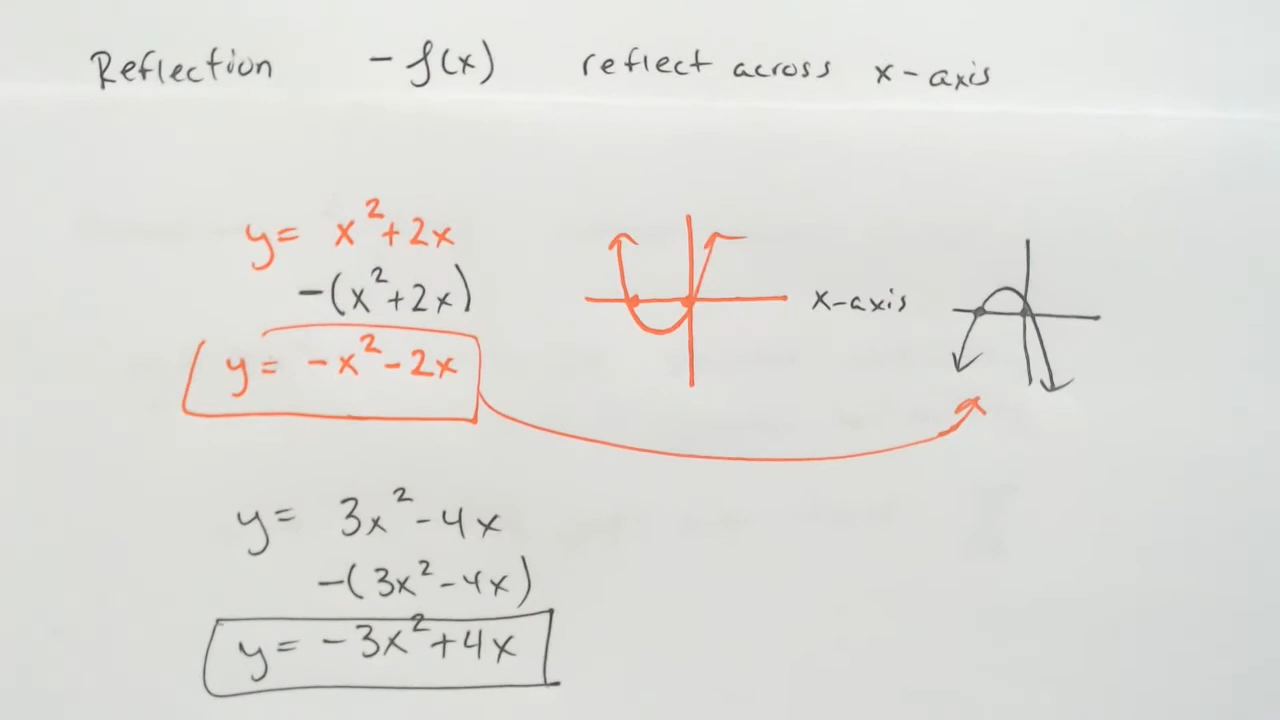 Reflection -f(x) reflect across x-axis
y= x²+2x
-(x²+2x)
x-axis
y= -x²-2x
y= 3x²-4x
-(3x²-4x)
y= -3x²+4x